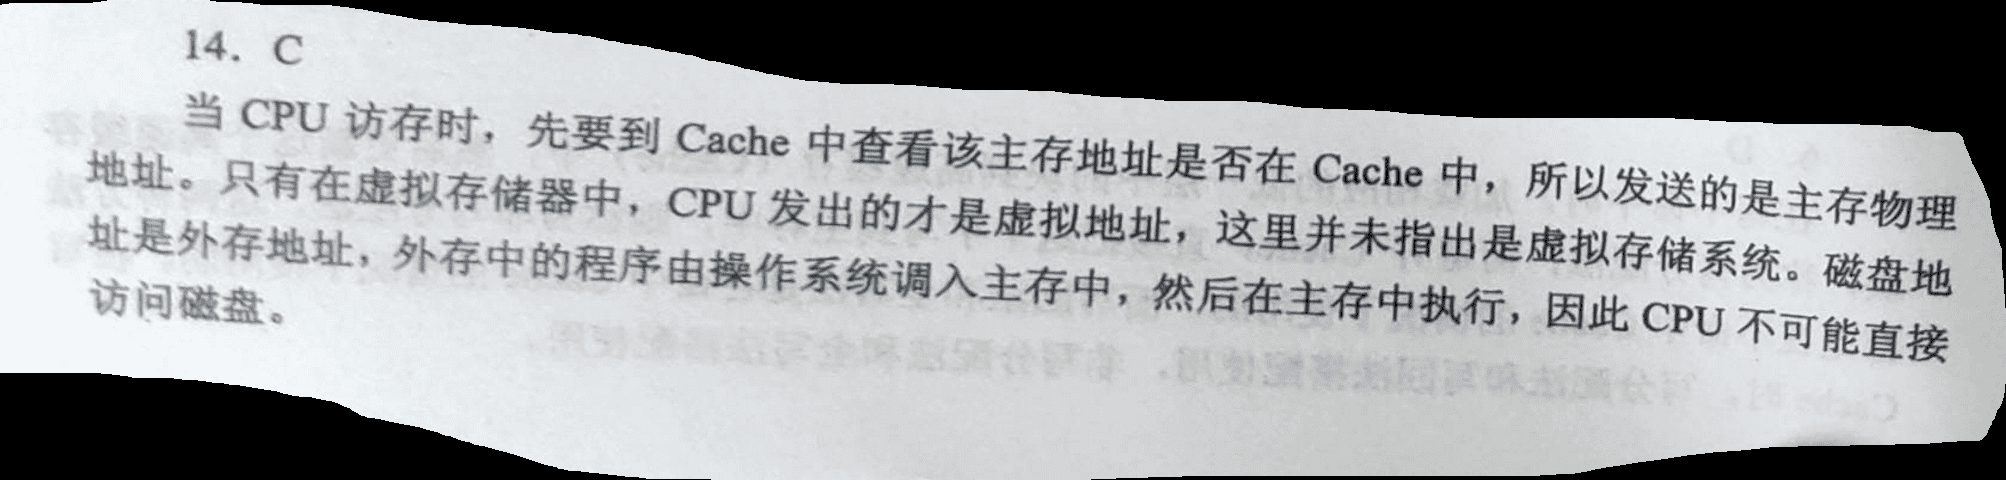 14. C
当 CPU 访存时，先要到 Cache 中查看该主存地址是否在 Cache 中，所以发送的是主存物理
地址。只有在虚拟存储器中，CPU 发出的才是虚拟地址，这里并未指出是虚拟存储系统。磁盘地
址是外存地址，外存中的程序由操作系统调入主存中，然后在主存中执行，因此 CPU 不可能直接
访问磁盘。